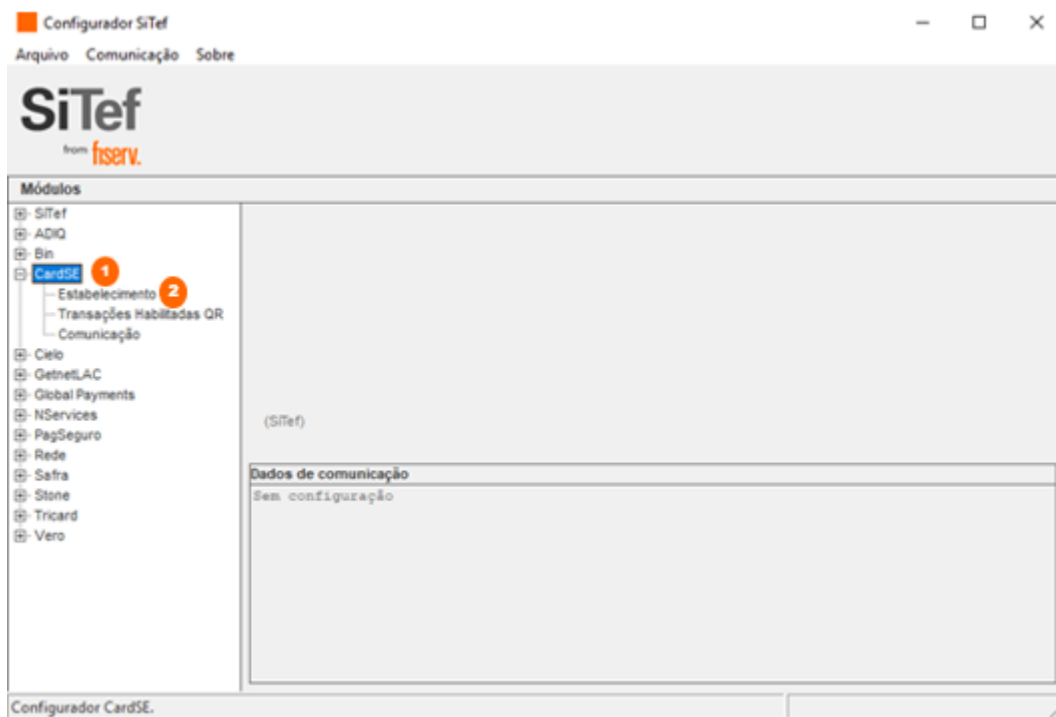 Configurador SiTef
Arquivo Comunicação Sobre
SiTef
from fiserv.
Módulos
SiTef
ADIQ
Bin
CardSE 1
Estabelecimento 2
Transações Habilitadas QR
Comunicação
Cielo
GetnetLAC
Global Payments
NServices
PagSeguro
Rede
Safra
Stone
Tricard
Vero
(SiTef)
Dados de comunicação
Sem configuração
Configurador CardSE.